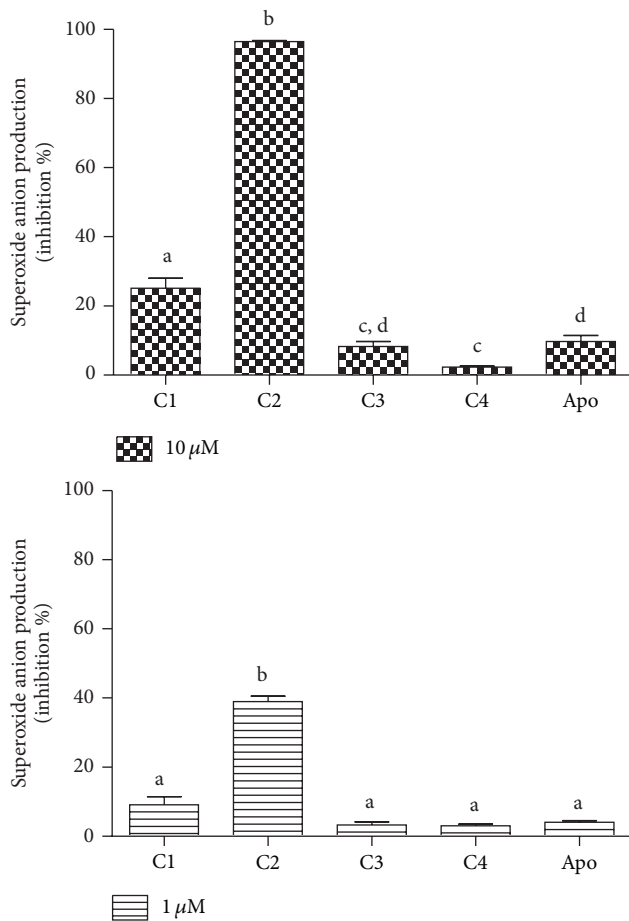 Superoxide anion production
(inhibition %)
100
80
60
40
20
0
a
b
c, d
c
d
C1
C2
C3
C4
Apo
10 μM
Superoxide anion production
(inhibition %)
100
80
60
40
20
0
a
b
a
a
a
C1
C2
C3
C4
Apo
1 μM